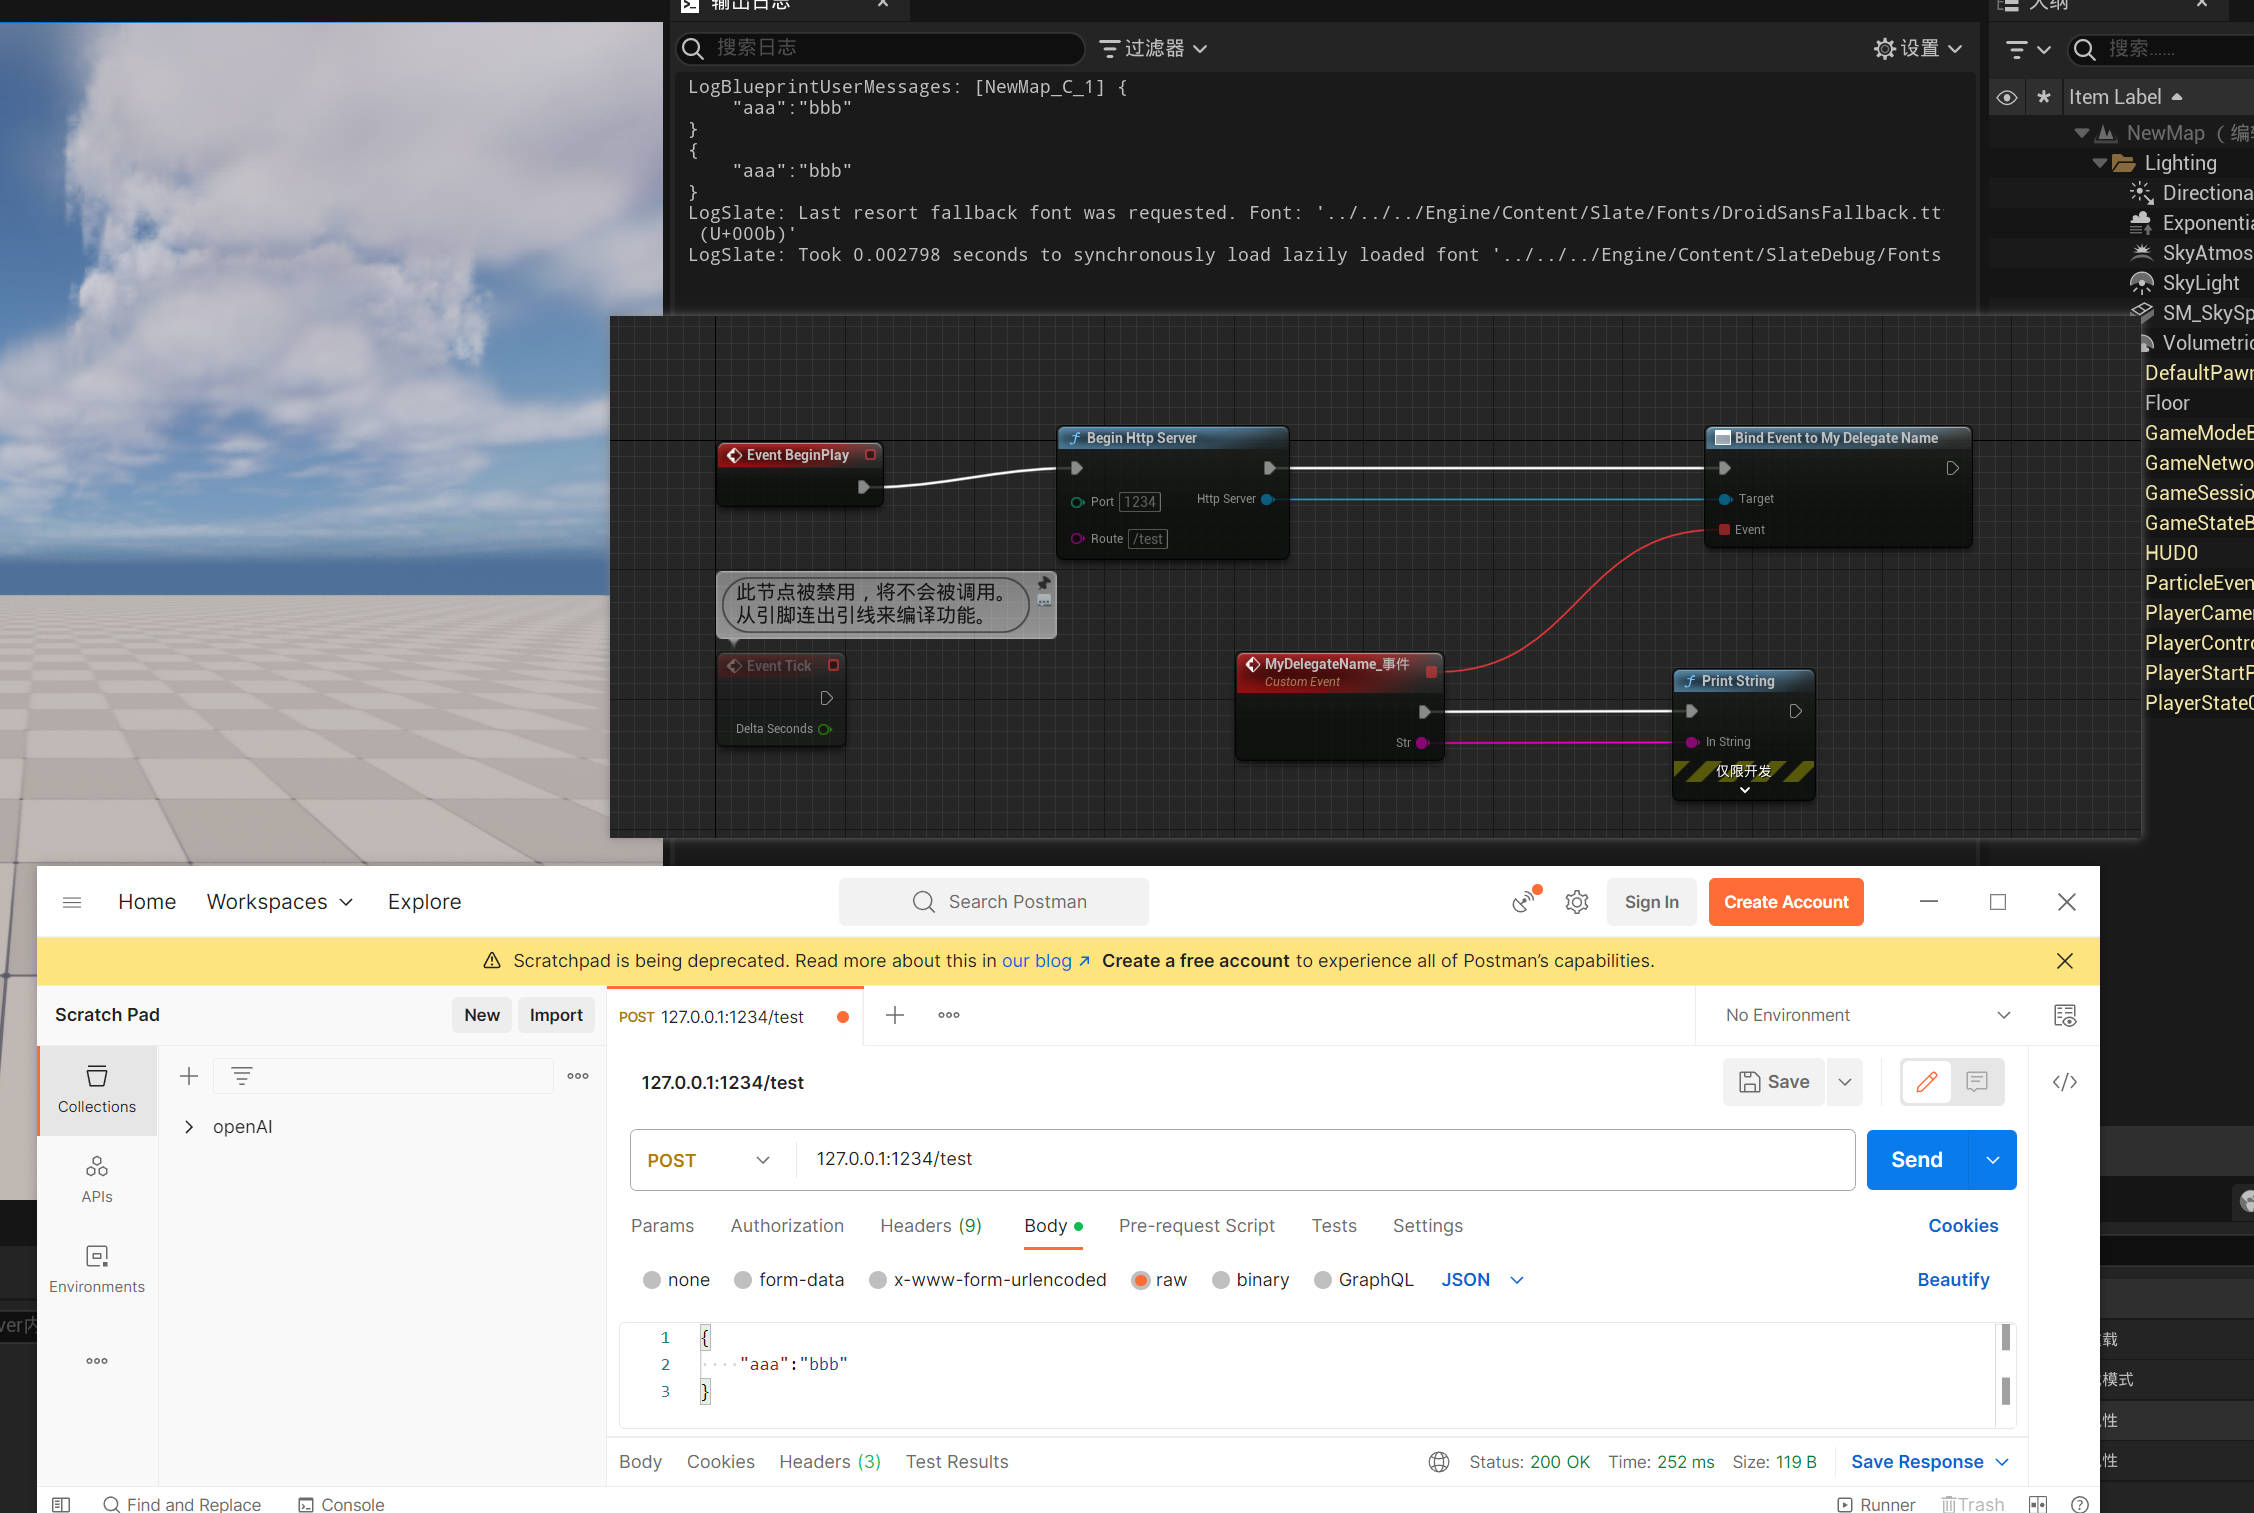 输出日志
大纲
搜索日志
过滤器
设置
搜索......
LogBlueprintUserMessages: [NewMap_C_1] {
"aaa":"bbb"
}
{
"aaa":"bbb"
}
LogSlate: Last resort fallback font was requested. Font: '../../../Engine/Content/Slate/Fonts/DroidSansFallback.tt
(U+000b)'
LogSlate: Took 0.002798 seconds to synchronously load lazily loaded font '../../../Engine/Content/SlateDebug/Fonts
Item Label
NewMap（编
Lighting
Directiona
Exponentia
SkyAtmos
SkyLight
SM_SkySp
Volumetric
DefaultPawn
Floor
GameModeB
GameNetwo
GameSessio
GameStateB
HUD0
ParticleEven
PlayerCamer
PlayerContro
PlayerStartP
PlayerState0
Event BeginPlay
Begin Http Server
Port 1234
Http Server
Route /test
Bind Event to My Delegate Name
Target
Event
此节点被禁用，将不会被调用。
从引脚连出引线来编译功能。
Event Tick
Delta Seconds
MyDelegateName_事件
Custom Event
Str
Print String
In String
仅限开发
Home Workspaces Explore
Search Postman
Sign In
Create Account
Scratchpad is being deprecated. Read more about this in our blog ↗ Create a free account to experience all of Postman's capabilities.
Scratch Pad
New
Import
POST 127.0.0.1:1234/test
No Environment
Collections
openAI
APIs
Environments
127.0.0.1:1234/test
Save
</>
POST 127.0.0.1:1234/test
Send
Params Authorization Headers (9) Body Pre-request Script Tests Settings
Cookies
none form-data x-www-form-urlencoded raw binary GraphQL JSON
Beautify
1 {
2 "aaa":"bbb"
3 }
Body Cookies Headers (3) Test Results
Status: 200 OK Time: 252 ms Size: 119 B
Save Response
Find and Replace
Console
Runner
Trash
ver内
载
模式
性
性